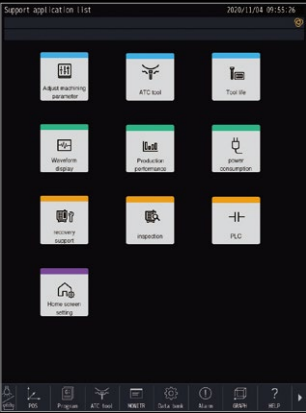 Support application list 2020/11/04 09:55:26
Adjust machining
parameter
ATC tool
Tool life
Waveform
display
Production
performance
power
consumption
recovery
support
inspection
PLC
Home screen
setting
POS Program ATC tool MONITR Data bank Alarm GRAPH HELP